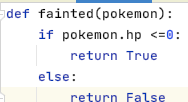 def fainted(pokemon):
    if pokemon.hp <=0:
        return True
    else:
        return False